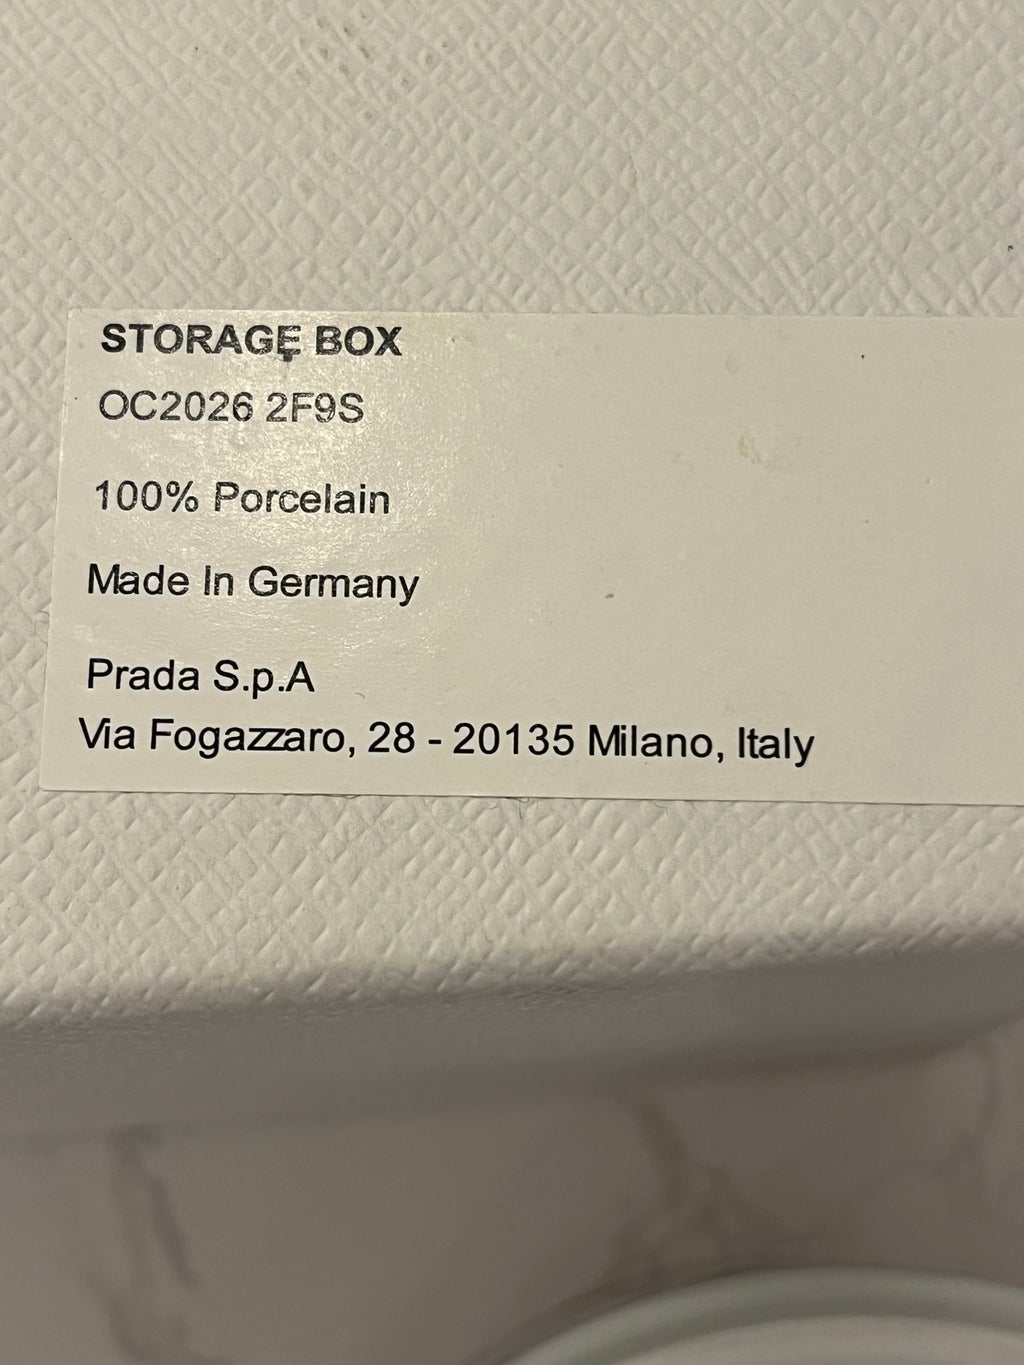 STORAGE BOX
OC2026 2F9S
100% Porcelain
Made In Germany
Prada S.p.A
Via Fogazzaro, 28 - 20135 Milano, Italy